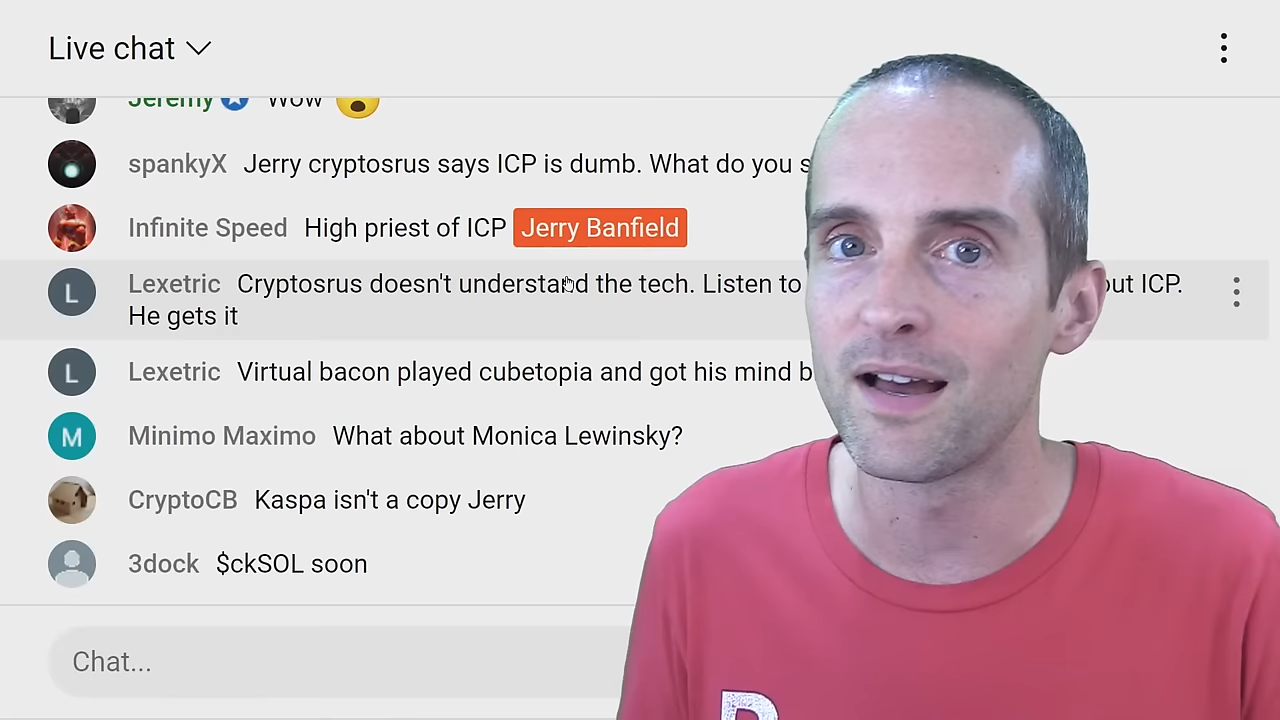 Live chat
Jeremy Wow
spankyX Jerry cryptosrus says ICP is dumb. What do you
Infinite Speed High priest of ICP Jerry Banfield
L Lexetric Cryptosrus doesn't understand the tech. Listen to ICP.
He gets it
L Lexetric Virtual bacon played cubetopia and got his mind
M Minimo Maximo What about Monica Lewinsky?
CryptoCB Kaspa isn't a copy Jerry
3dock $ckSOL soon
Chat...